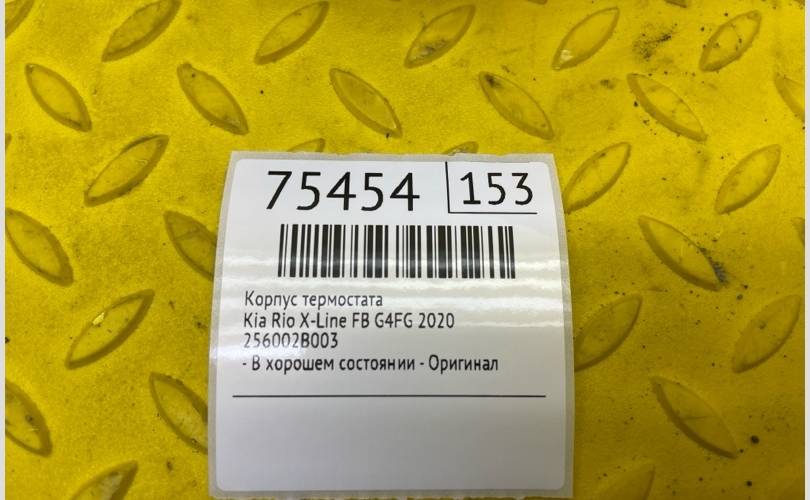 75454 153
Корпус термостата
Kia Rio X-Line FB G4FG 2020
256002B003
- В хорошем состоянии - Оригинал